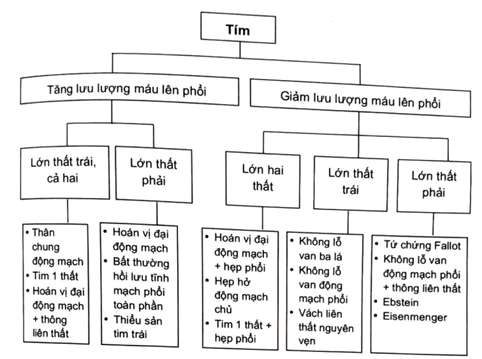 Tím
Tăng lưu lượng máu lên phổi
Giảm lưu lượng máu lên phổi
Lớn thất trái,
cả hai
Lớn thất
phải
Lớn hai
thất
Lớn thất
trái
Lớn thất
phải
• Thân
chung
động mạch
• Tim 1 thất
• Hoán vị đại
động mạch
+ thông
liên thất
• Hoán vị đại
động mạch
• Bất thường
hồi lưu tĩnh
mạch phổi
toàn phần
• Thiểu sản
tim trái
• Hoán vị đại
động mạch
+ hẹp phổi
• Hẹp hở
động mạch
chủ
• Tim 1 thất +
hẹp phổi
• Không lỗ
van ba lá
• Không lỗ
van động
mạch phổi
• Vách liên
thất nguyên
vẹn
• Tứ chứng Fallot
• Không lỗ van
động mạch phổi
+ thông liên thất
• Ebstein
• Eisenmenger